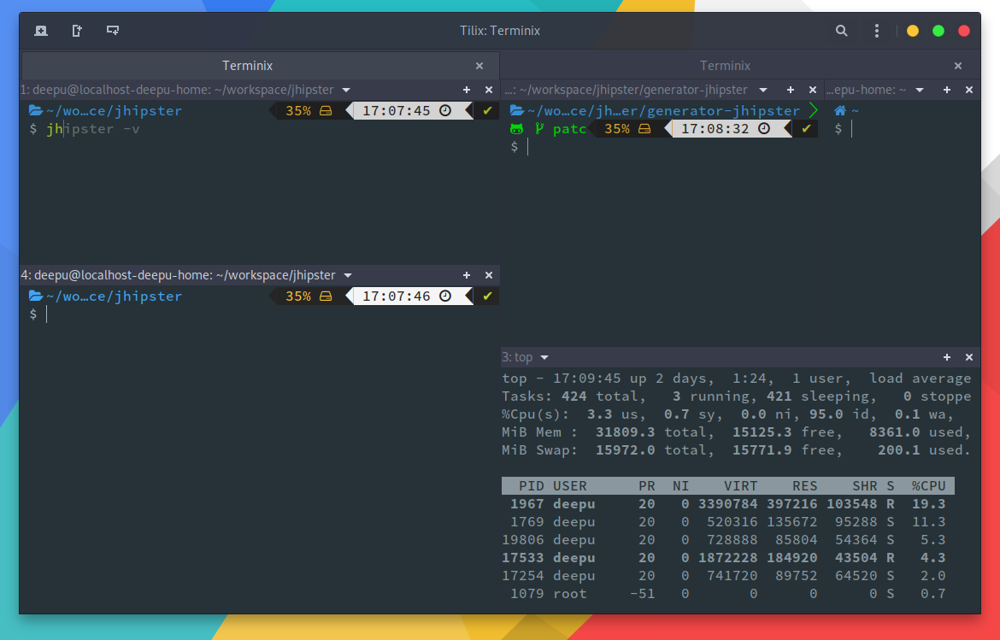 Tilix: Terminix
Terminix
Terminix
1: deepu@localhost-deepu-home: ~/workspace/jhipster
~/wo…ce/jhipster 35% 17:07:45 ✔
$ jhipster -v
4: deepu@localhost-deepu-home: ~/workspace/jhipster
~/wo…ce/jhipster 35% 17:07:46 ✔
$
...: ~/workspace/jhipster/generator-jhipster
~/wo…ce/jh…er/generator-jhipster
patc 35% 17:08:32 ✔
$
...epu-home: ~
~
$
3: top
top - 17:09:45 up 2 days,  1:24,  1 user,  load average
Tasks: 424 total,   3 running, 421 sleeping,   0 stoppe
%Cpu(s):  3.3 us,  0.7 sy,  0.0 ni, 95.0 id,  0.1 wa,
MiB Mem :  31809.3 total,  15125.3 free,   8361.0 used,
MiB Swap:  15972.0 total,  15771.9 free,    200.1 used.
PID USER      PR  NI    VIRT    RES    SHR S  %CPU
1967 deepu     20   0 3390784 397216 103548 R  19.3
1769 deepu     20   0  520316 135672  95288 S  11.3
19806 deepu     20   0  728888  85804  54364 S   5.3
17533 deepu     20   0 1872228 184920  43504 R   4.3
17254 deepu     20   0  741720  89752  64520 S   2.0
1079 root     -51   0       0      0      0 S   0.7